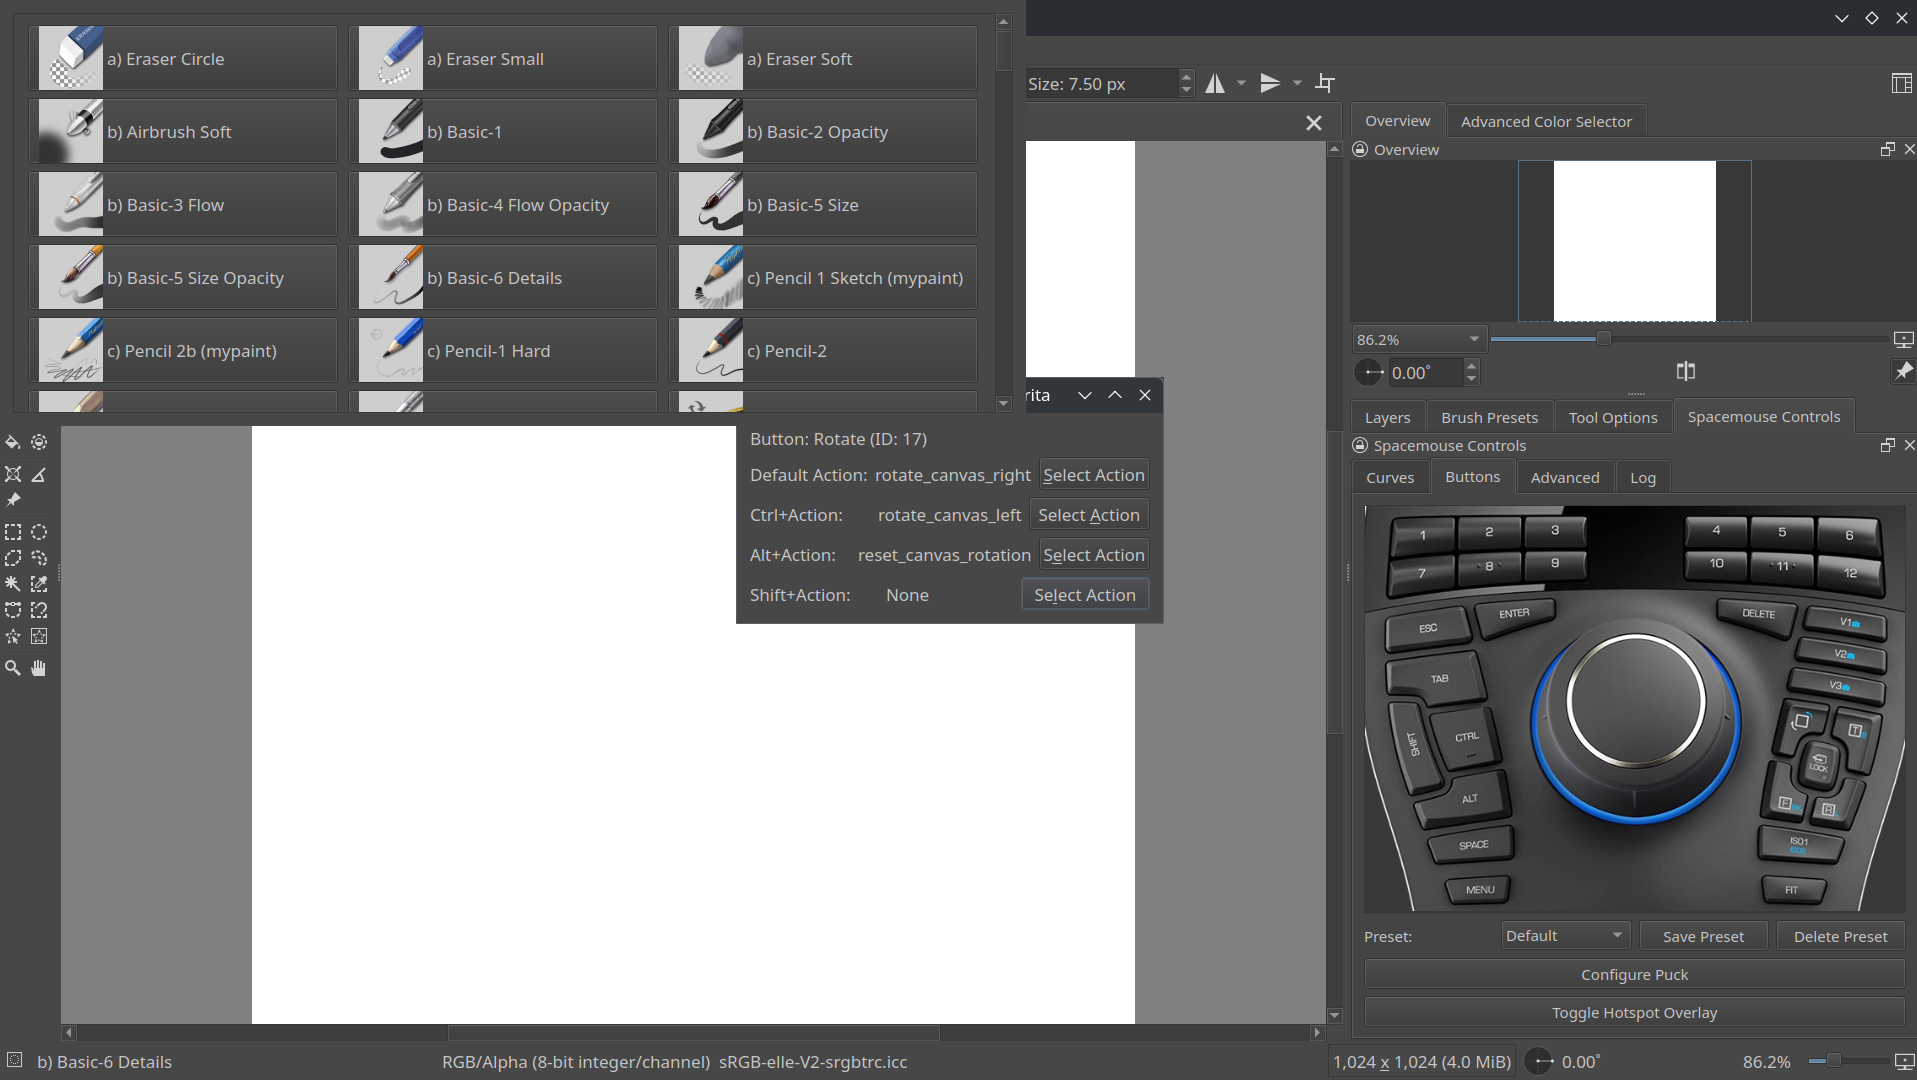 a) Eraser Circle
a) Eraser Small
a) Eraser Soft
b) Airbrush Soft
b) Basic-1
b) Basic-2 Opacity
b) Basic-3 Flow
b) Basic-4 Flow Opacity
b) Basic-5 Size
b) Basic-5 Size Opacity
b) Basic-6 Details
c) Pencil 1 Sketch (mypaint)
c) Pencil 2b (mypaint)
c) Pencil-1 Hard
c) Pencil-2
Size: 7.50 px
Overview
Advanced Color Selector
Overview
86.2%
0.00°
Layers
Brush Presets
Tool Options
Spacemouse Controls
Spacemouse Controls
Curves
Buttons
Advanced
Log
rita
Button: Rotate (ID: 17)
Default Action: rotate_canvas_right Select Action
Ctrl+Action: rotate_canvas_left Select Action
Alt+Action: reset_canvas_rotation Select Action
Shift+Action: None Select Action
1 2 3 4 5 6
7 8 9 10 11 12
ESC ENTER DELETE V1
V2
TAB V3
SHIFT CTRL T
LOCK
ALT F R
SPACE ISO1
ISO2
MENU FIT
Preset: Default Save Preset Delete Preset
Configure Puck
Toggle Hotspot Overlay
b) Basic-6 Details
RGB/Alpha (8-bit integer/channel) sRGB-elle-V2-srgbtrc.icc
1,024 x 1,024 (4.0 MiB)
0.00°
86.2%